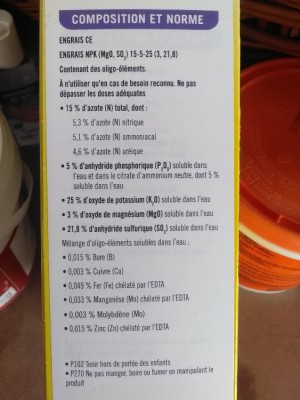 COMPOSITION ET NORME
ENGRAIS CE
ENGRAIS NPK (MgO, SO₃) 15-5-25 (3, 21,8)
Contenant des oligo-éléments.
À n'utiliser qu'en cas de besoin reconnu. Ne pas
dépasser les doses adéquates
• 15 % d'azote (N) total, dont :
5,3 % d'azote (N) nitrique
5,1 % d'azote (N) ammoniacal
4,6 % d'azote (N) uréique
• 5 % d'anhydride phosphorique (P₂O₅) soluble dans
l'eau et dans le citrate d'ammonium neutre, dont 5 %
soluble dans l'eau
• 25 % d'oxyde de potassium (K₂O) soluble dans l'eau
• 3 % d'oxyde de magnésium (MgO) soluble dans l'eau
• 21,8 % d'anhydride sulfurique (SO₃) soluble dans l'eau
Mélange d'oligo-éléments solubles dans l'eau :
• 0,015 % Bore (B)
• 0,003 % Cuivre (Cu)
• 0,049 % Fer (Fe) chélaté par l'EDTA
• 0,033 % Manganèse (Mn) chélaté par l'EDTA
• 0,003 % Molybdène (Mo)
• 0,015 % Zinc (Zn) chélaté par l'EDTA
• P102 Tenir hors de portée des enfants
• P270 Ne pas manger, boire ou fumer en manipulant le
produit